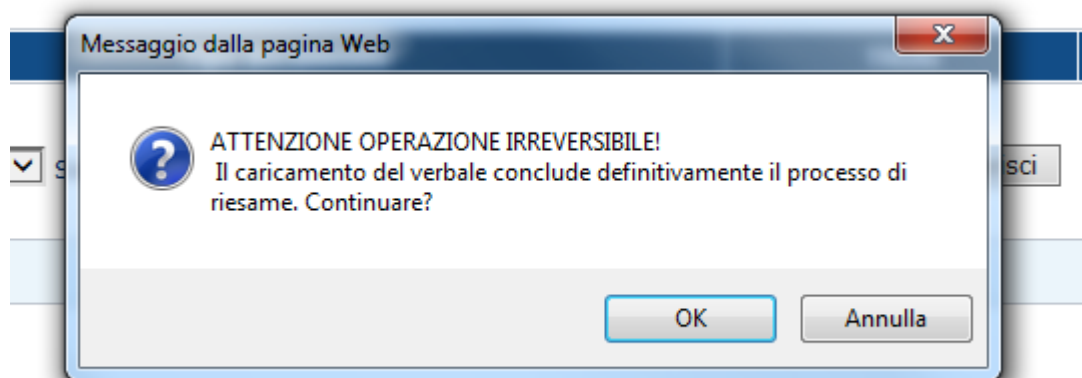 Messaggio dalla pagina Web
ATTENZIONE OPERAZIONE IRREVERSIBILE!
Il caricamento del verbale conclude definitivamente il processo di
riesame. Continuare?
OK Annulla